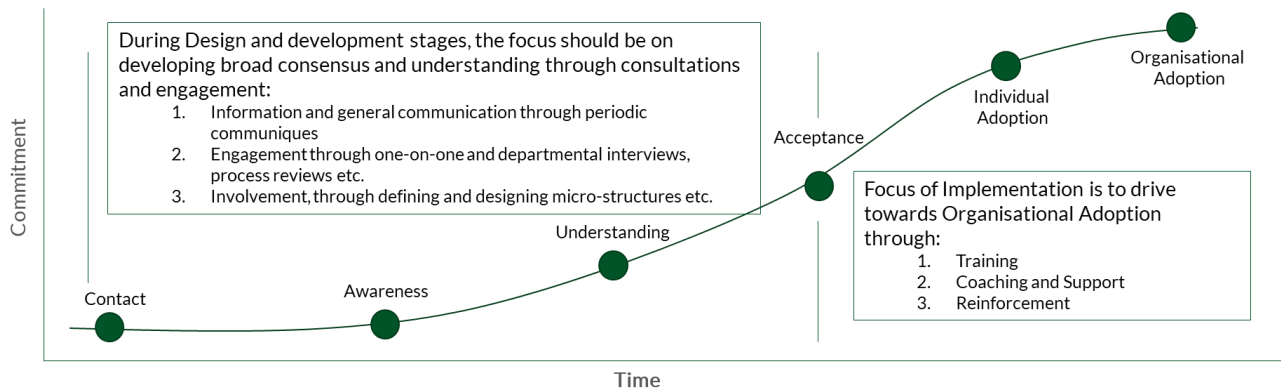 During Design and development stages, the focus should be on
developing broad consensus and understanding through consultations
and engagement:
1. Information and general communication through periodic
communiques
2. Engagement through one-on-one and departmental interviews,
process reviews etc.
3. Involvement, through defining and designing micro-structures etc.
Organisational
Adoption
Individual
Adoption
Acceptance
Focus of Implementation is to drive
towards Organisational Adoption
through:
1. Training
2. Coaching and Support
3. Reinforcement
Understanding
Awareness
Contact
Commitment
Time